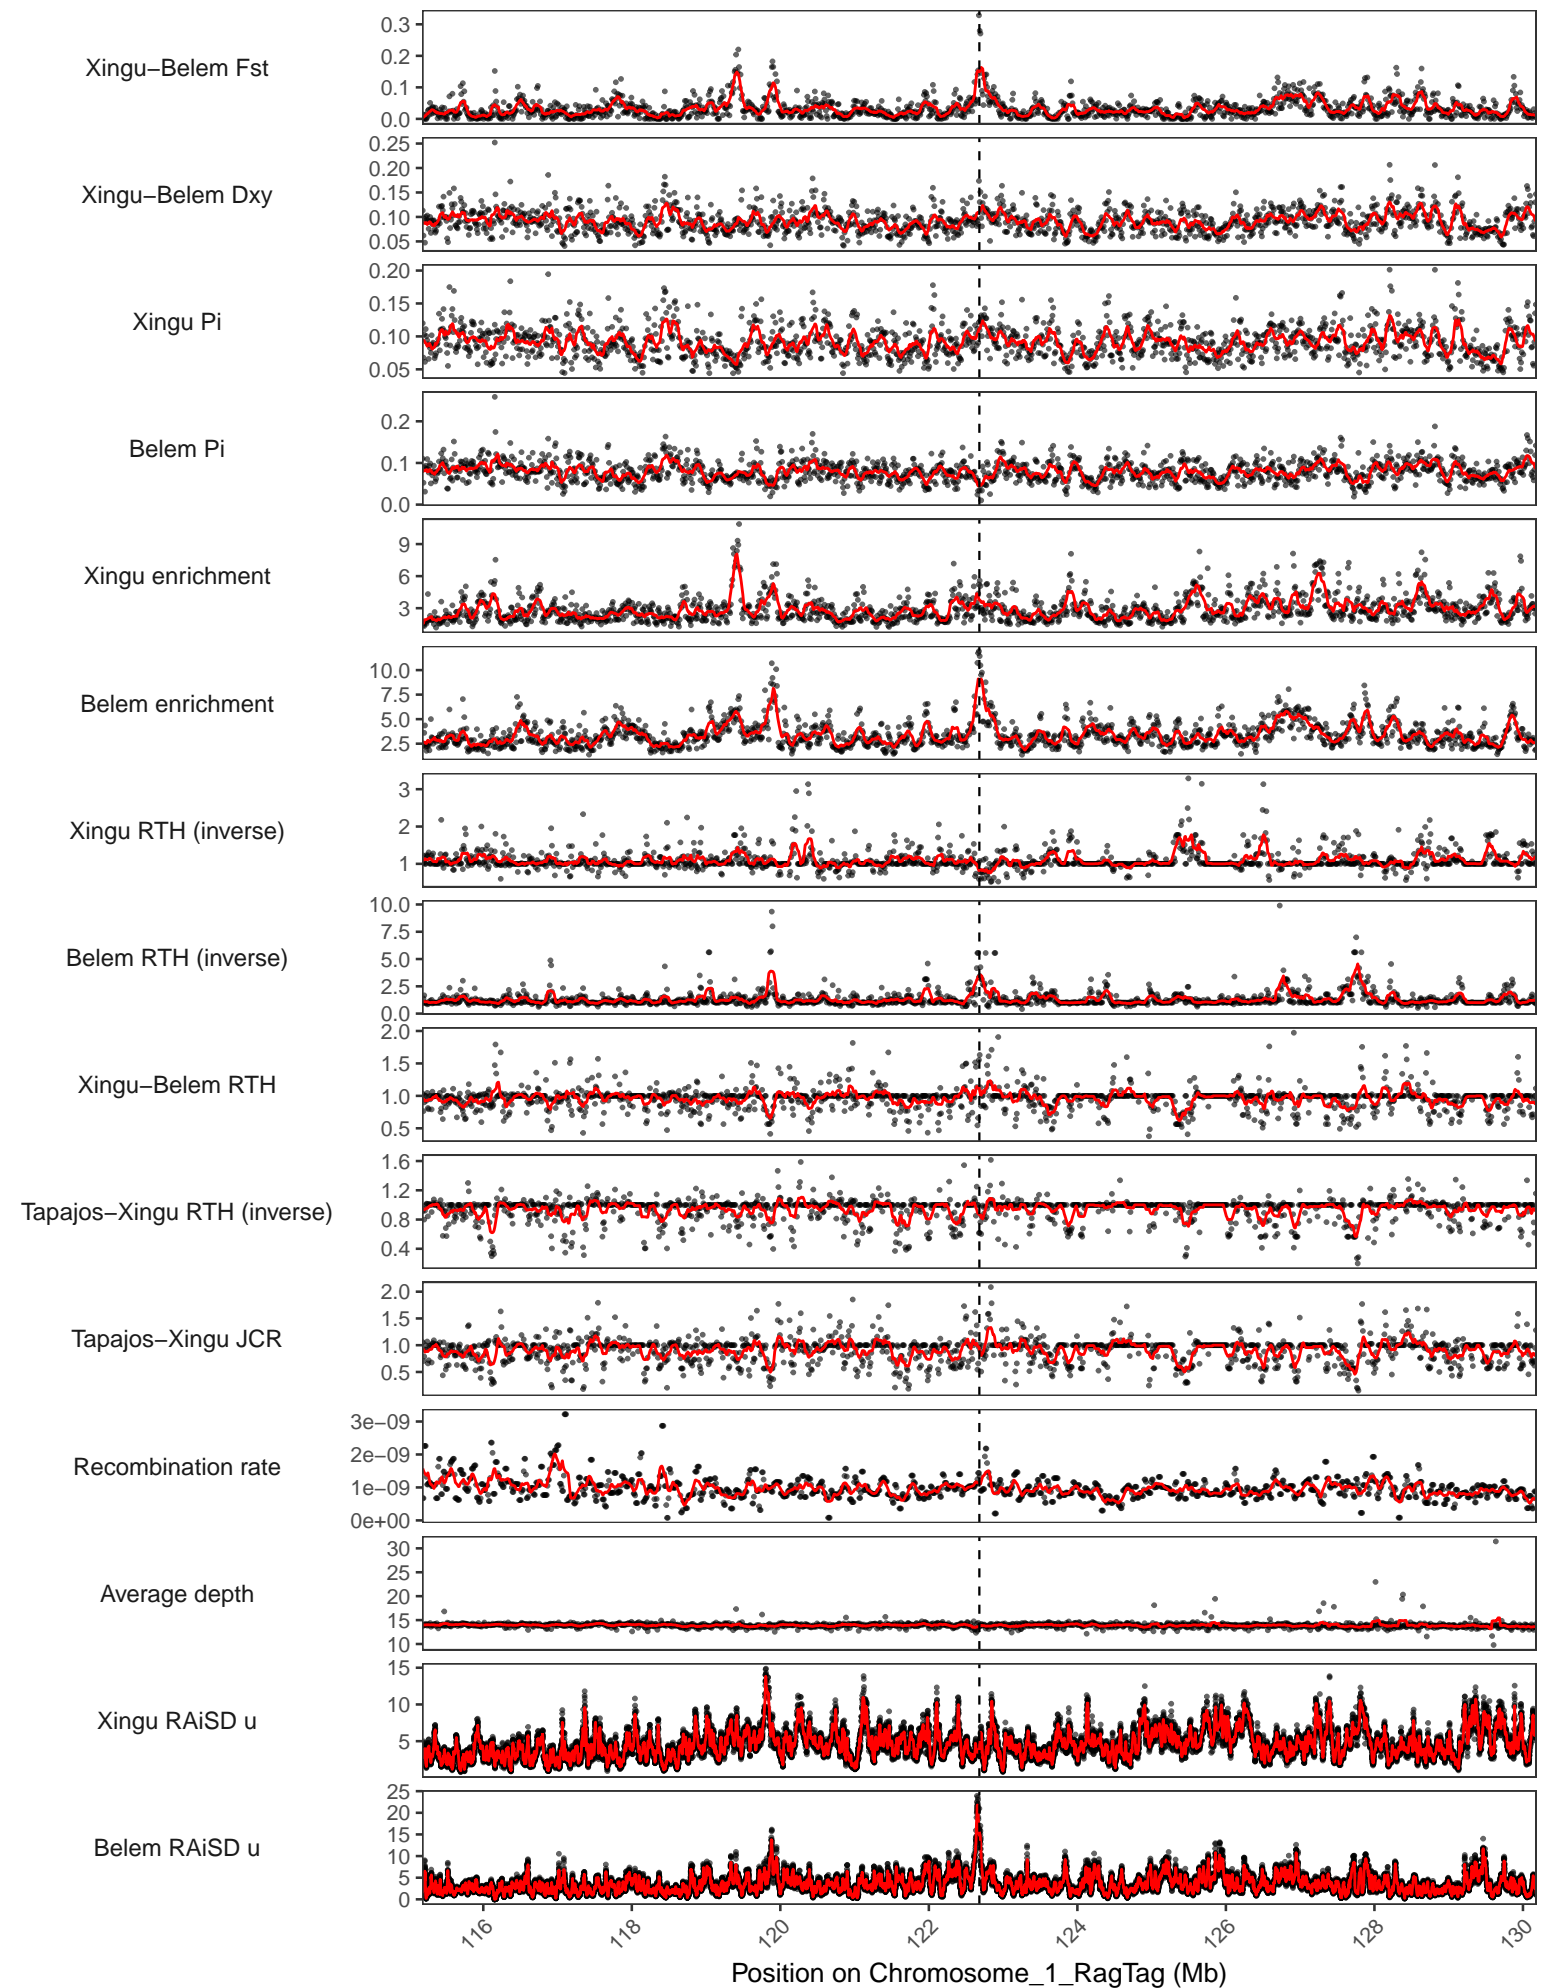 Xingu−Belem Fst
0.3
0.2
0.1
0.0
Xingu−Belem Dxy
0.25
0.20
0.15
0.10
0.05
Xingu Pi
0.20
0.15
0.10
0.05
Belem Pi
0.2
0.1
0.0
Xingu enrichment
9
6
3
Belem enrichment
10.0
7.5
5.0
2.5
Xingu RTH (inverse)
3
2
1
Belem RTH (inverse)
10.0
7.5
5.0
2.5
0.0
Xingu−Belem RTH
2.0
1.5
1.0
0.5
Tapajos−Xingu RTH (inverse)
1.6
1.2
0.8
0.4
Tapajos−Xingu JCR
2.0
1.5
1.0
0.5
Recombination rate
3e−09
2e−09
1e−09
0e+00
Average depth
30
25
20
15
10
Xingu RAiSD u
15
10
5
Belem RAiSD u
25
20
15
10
5
0
116 118 120 122 124 126 128 130
Position on Chromosome_1_RagTag (Mb)